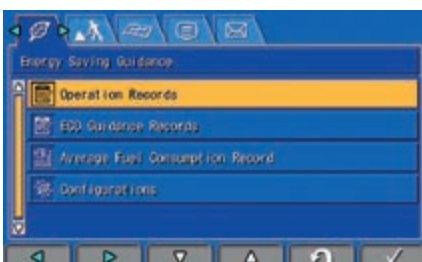 Energy Saving Guidance
Operation Records
ECO Guidance Records
Average Fuel Consumption Record
Configurations